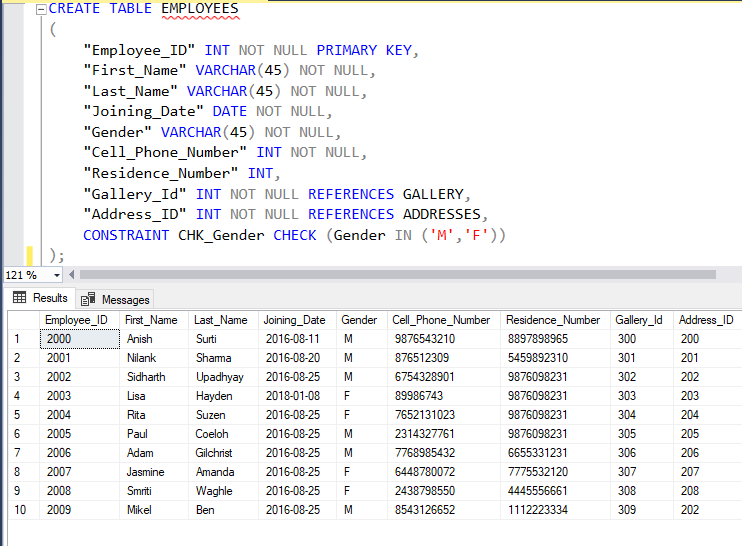 CREATE TABLE EMPLOYEES
(
"Employee_ID" INT NOT NULL PRIMARY KEY,
"First_Name" VARCHAR(45) NOT NULL,
"Last_Name" VARCHAR(45) NOT NULL,
"Joining_Date" DATE NOT NULL,
"Gender" VARCHAR(45) NOT NULL,
"Cell_Phone_Number" INT NOT NULL,
"Residence_Number" INT,
"Gallery_Id" INT NOT NULL REFERENCES GALLERY,
"Address_ID" INT NOT NULL REFERENCES ADDRESSES,
CONSTRAINT CHK_Gender CHECK (Gender IN ('M','F'))
);
121 %
Results Messages
Employee_ID First_Name Last_Name Joining_Date Gender Cell_Phone_Number Residence_Number Gallery_Id Address_ID
1 2000 Anish Surti 2016-08-11 M 9876543210 8897898965 300 200
2 2001 Nilank Sharma 2016-08-20 M 876512309 5459892310 301 201
3 2002 Sidharth Upadhyay 2016-08-25 M 6754328901 9876098231 302 202
4 2003 Lisa Hayden 2018-01-08 F 89986743 9876098231 303 203
5 2004 Rita Suzen 2016-08-25 F 7652131023 9876098231 304 204
6 2005 Paul Coeloh 2016-08-25 M 2314327761 9876098231 305 205
7 2006 Adam Gilchrist 2016-08-25 M 7768985432 6655331231 306 206
8 2007 Jasmine Amanda 2016-08-25 F 6448780072 7775532120 307 207
9 2008 Smriti Waghle 2016-08-25 F 2438798550 4445556661 308 208
10 2009 Mikel Ben 2016-08-25 M 8543126652 1112223334 309 202